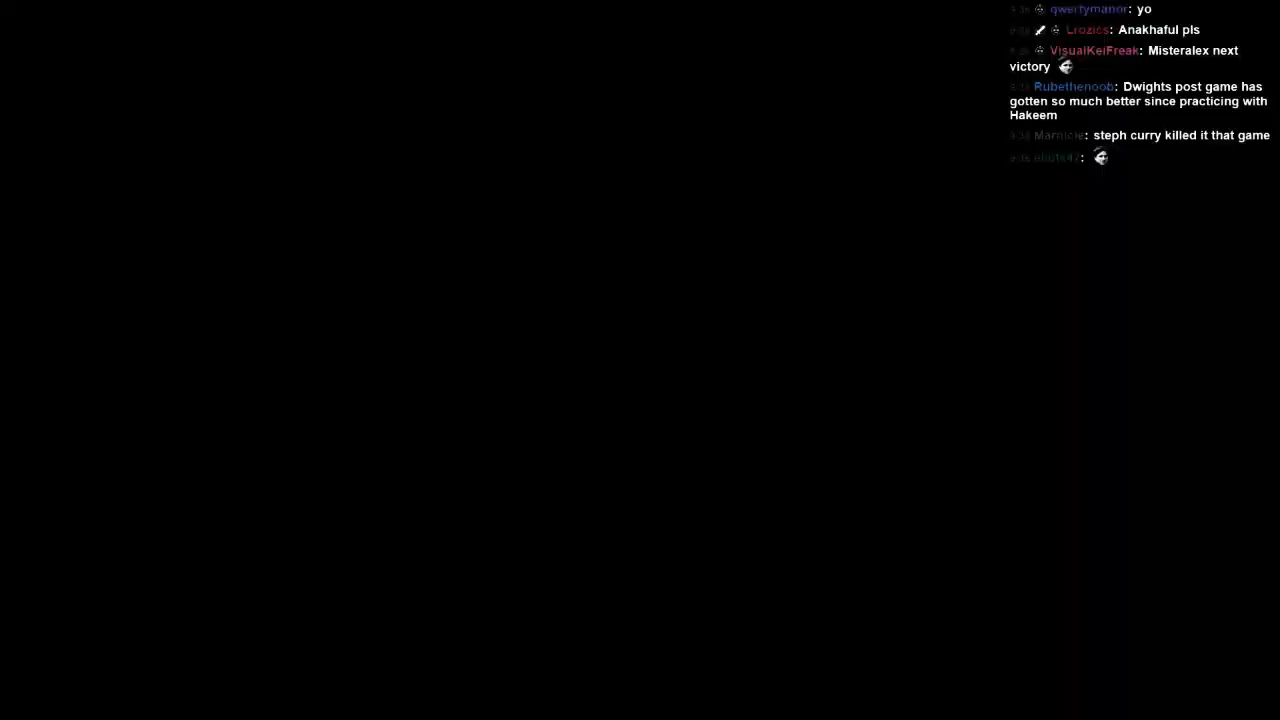 qwertymanor: yo
Lrozics: Anakhaful pls
VisualKeiFreak: Misteralex next
victory
Rubethenoob: Dwights post game has
gotten so much better since practicing with
Hakeem
Marnicle: steph curry killed it that game